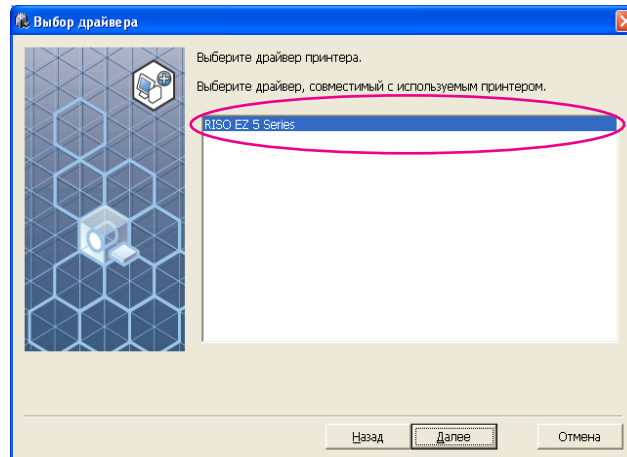 Выбор драйвера
Выберите драйвер принтера.
Выберите драйвер, совместимый с используемым принтером.
RISO EZ 5 Series
Назад
Далее
Отмена